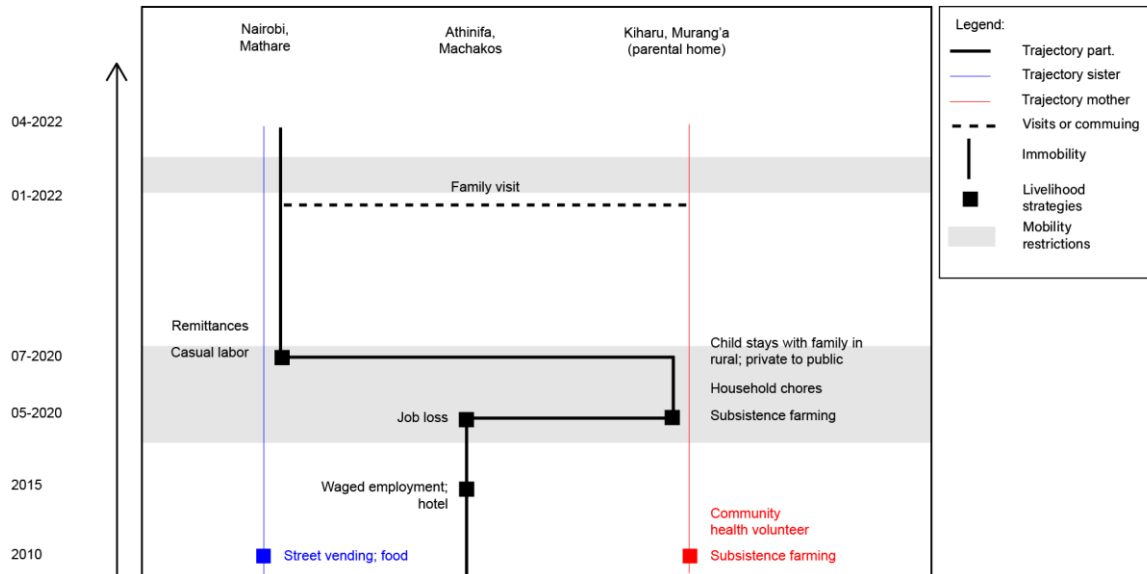 Nairobi,
Mathare
Athinifa,
Machakos
Kiharu, Murang'a
(parental home)
Legend:
Trajectory part.
Trajectory sister
Trajectory mother
Visits or commuing
Immobility
Livelihood
strategies
Mobility
restrictions
04-2022
01-2022
Family visit
Remittances
07-2020
Casual labor
Child stays with family in
rural; private to public
Household chores
05-2020
Job loss
Subsistence farming
2015
Waged employment;
hotel
Community
health volunteer
2010
Street vending; food
Subsistence farming